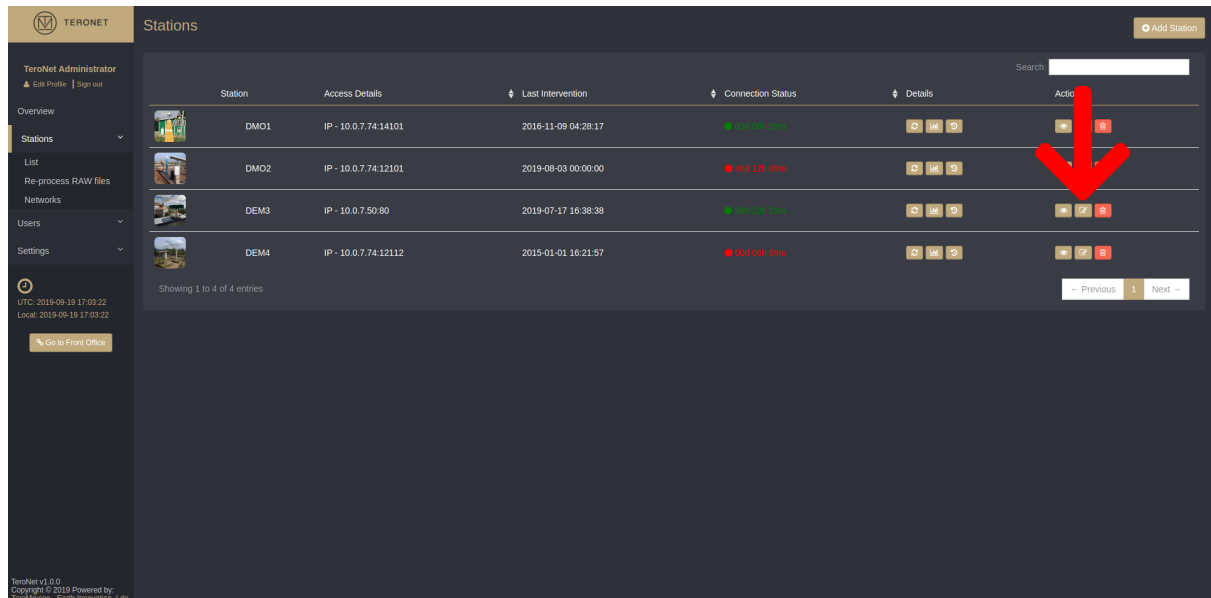 TERONET
Stations
Add Station
TeroNet Administrator
Edit Profile | Sign out
Search:
Station Access Details Last Intervention Connection Status Details
Overview
DMO1 IP - 10.0.7.74:14101 2016-11-09 04:28:17
Stations
List
DMO2 IP - 10.0.7.74:12101 2019-08-03 00:00:00
Re-process RAW files
Networks
DEM3 IP - 10.0.7.50:80 2019-07-17 16:38:38
Users
Settings
DEM4 IP - 10.0.7.74:12112 2015-01-01 16:21:57 00d 06h 09m
Showing 1 to 4 of 4 entries
← Previous 1 Next →
UTC: 2019-09-19 17:03:22
Local: 2019-09-19 17:03:22
Go to Front Office
TeroNet v1.0.0
Copyright © 2019 Powered by: